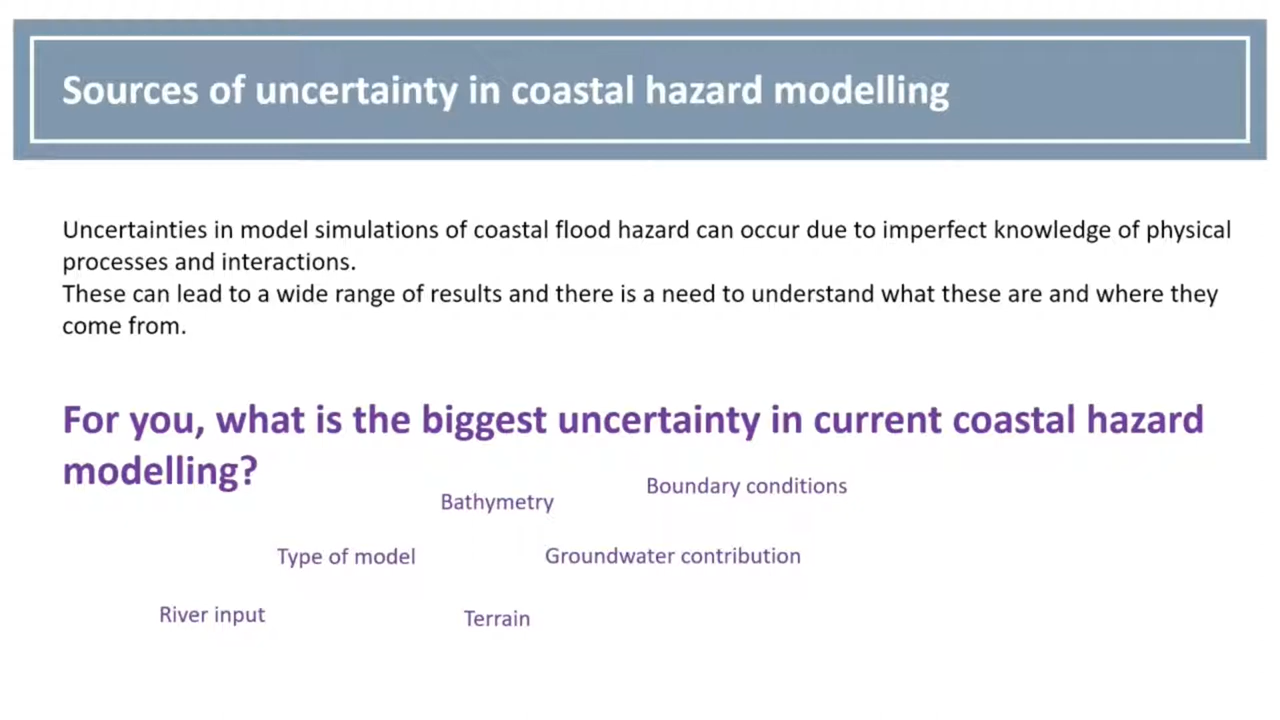 Sources of uncertainty in coastal hazard modelling
Uncertainties in model simulations of coastal flood hazard can occur due to imperfect knowledge of physical
processes and interactions.
These can lead to a wide range of results and there is a need to understand what these are and where they
come from.
For you, what is the biggest uncertainty in current coastal hazard
modelling?
Boundary conditions
Bathymetry
Type of model
Groundwater contribution
River input
Terrain